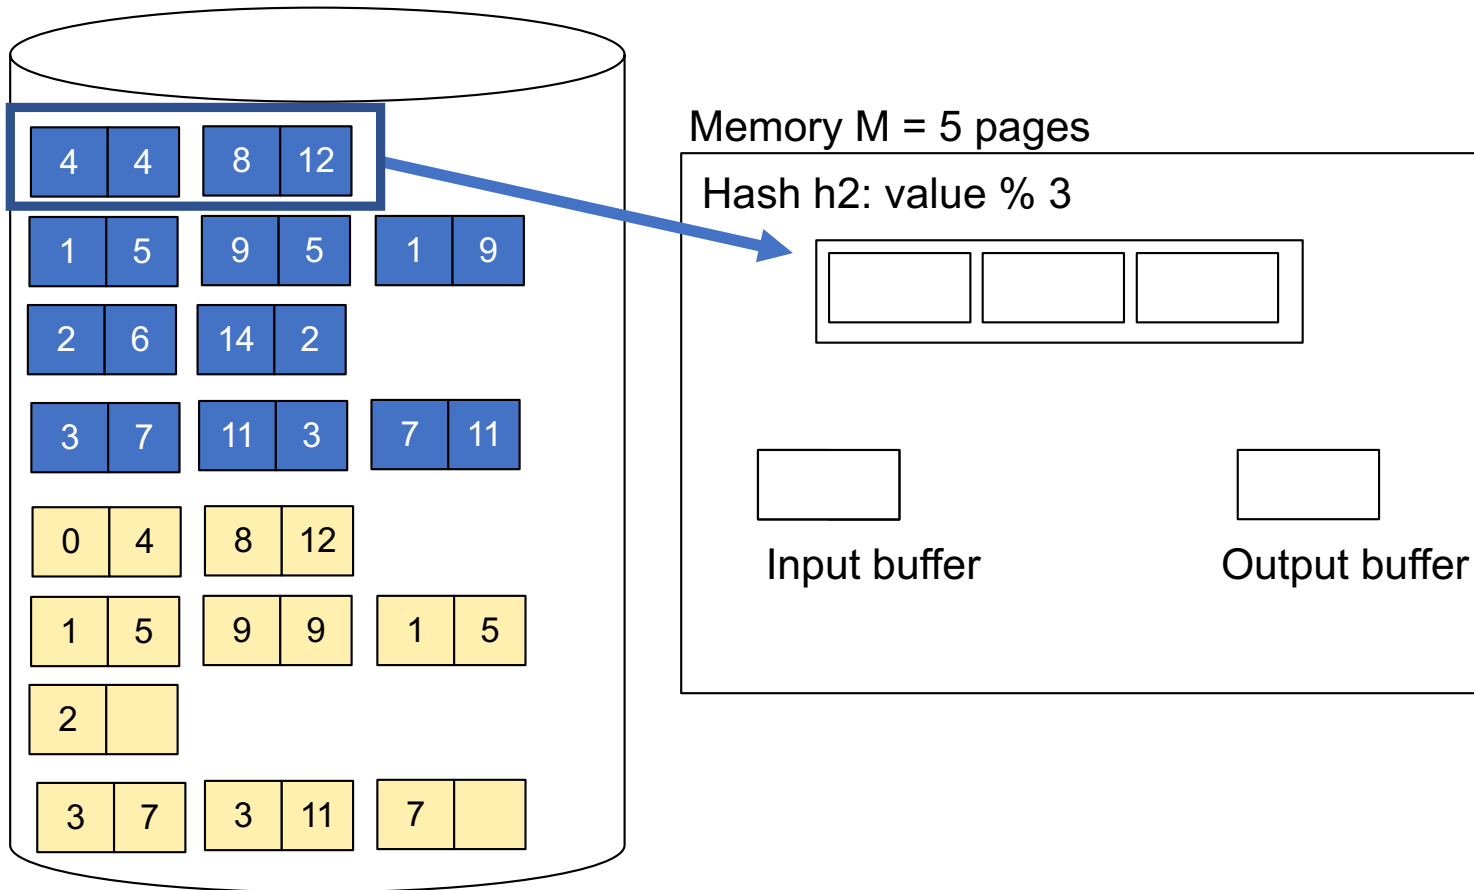 Memory M = 5 pages
Hash h2: value % 3
4 4 8 12
1 5 9 5 1 9
2 6 14 2
3 7 11 3 7 11
0 4 8 12
1 5 9 9 1 5
2
3 7 3 11 7
Input buffer
Output buffer